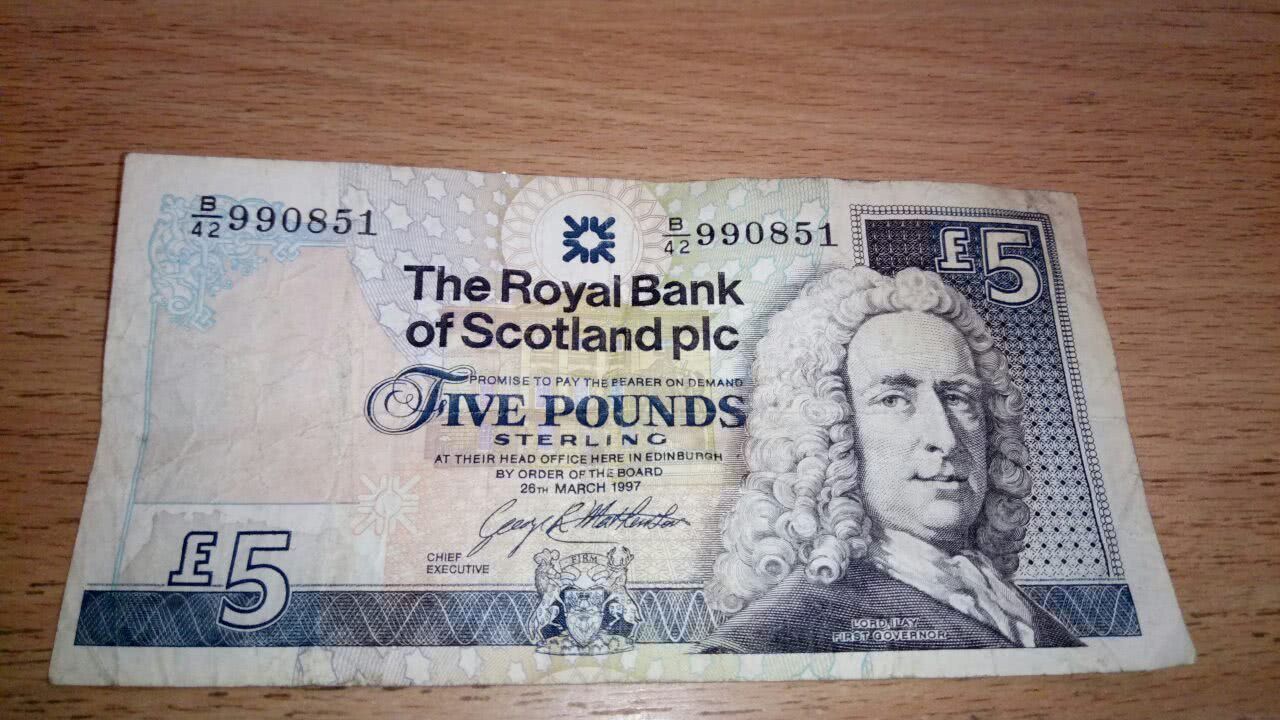 B/42 990851
B/42 990851
£5
The Royal Bank
of Scotland plc
PROMISE TO PAY THE BEARER ON DEMAND
FIVE POUNDS
STERLING
AT THEIR HEAD OFFICE HERE IN EDINBURGH
BY ORDER OF THE BOARD
26TH MARCH 1997
CHIEF
EXECUTIVE
FIRM
£5
LORD ILAY
FIRST GOVERNOR